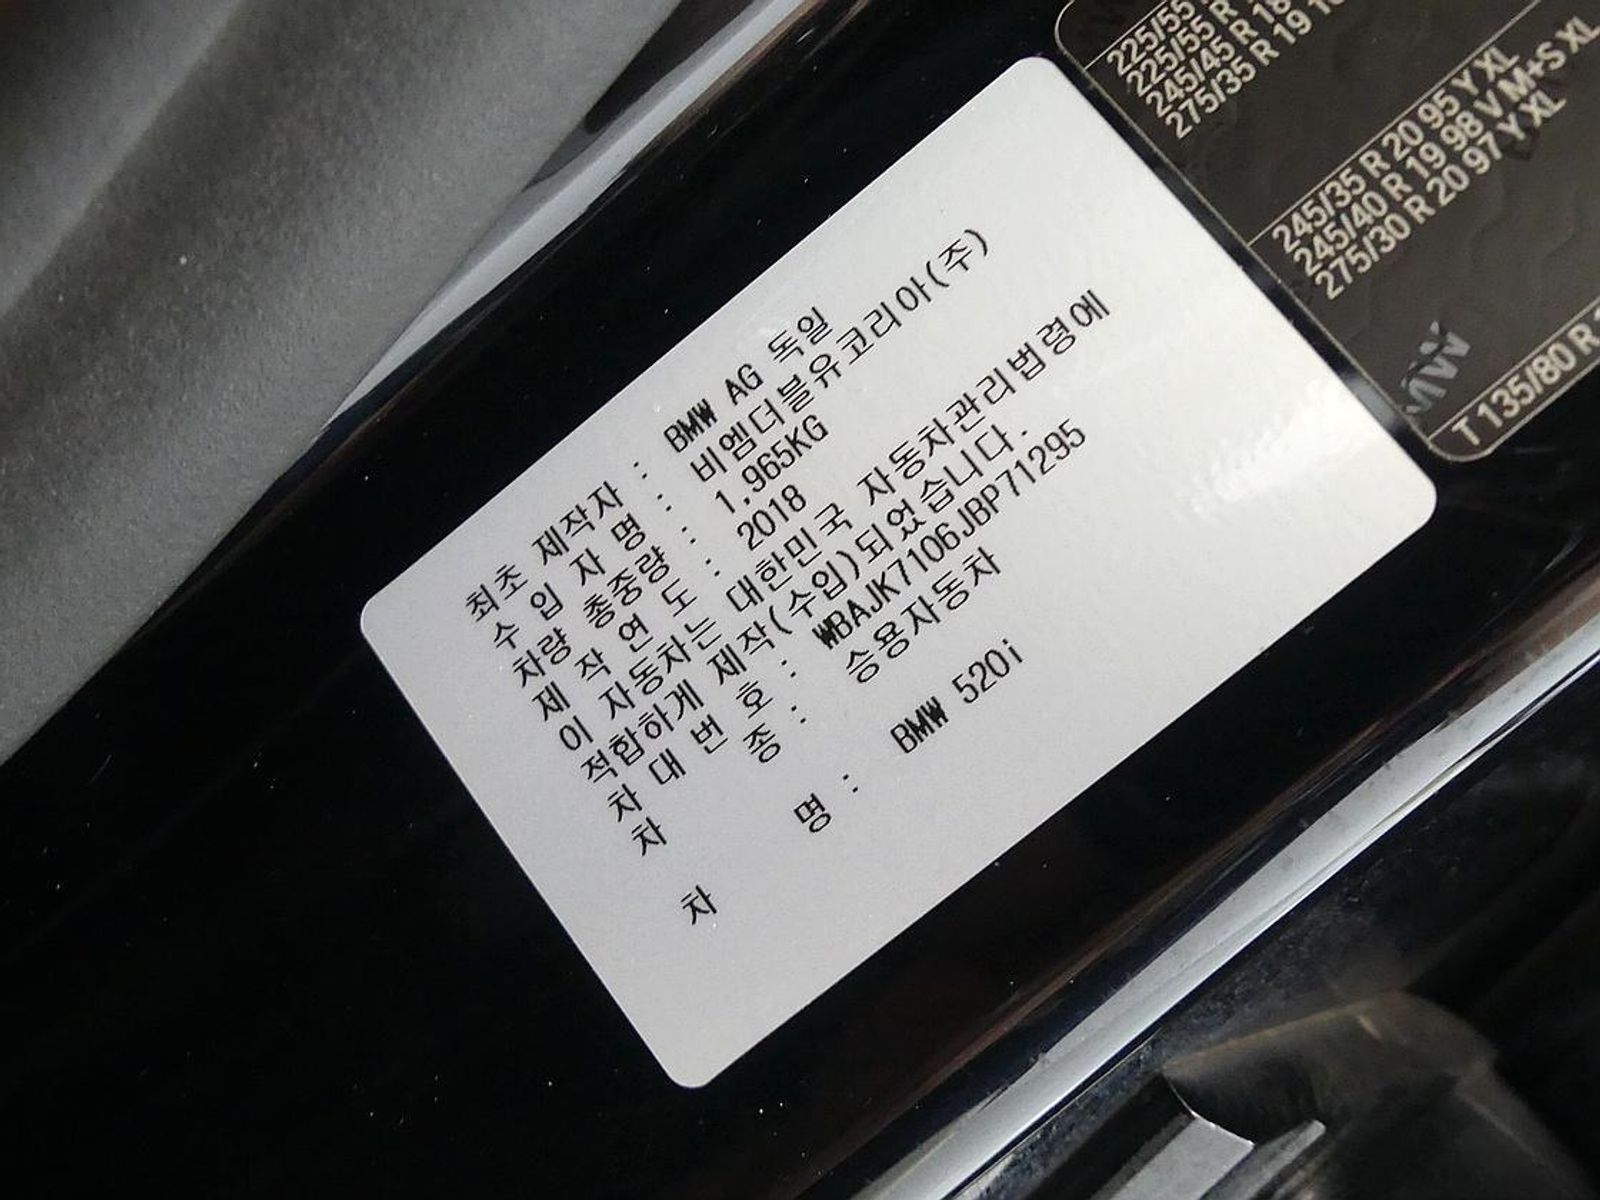 최초 제작자 : BMW AG 독일
수 입 자 명 : 비엠더블유코리아(주)
차량 총중량 : 1,965KG
제 작 연 도 : 2018
이 자동차는 대한민국 자동차관리법령에
적합하게 제작(수입)되었습니다.
차 대 번 호 : WBAJK7106JBP71295
차 종 : 승용자동차
차 명 : BMW 520i
225/55
225/55 R
245/45 R 18
275/35 R 19
245/35 R 20 95 Y XL
245/40 R 19 98 V M+S XL
275/30 R 20 97 Y XL
T 135/80 R